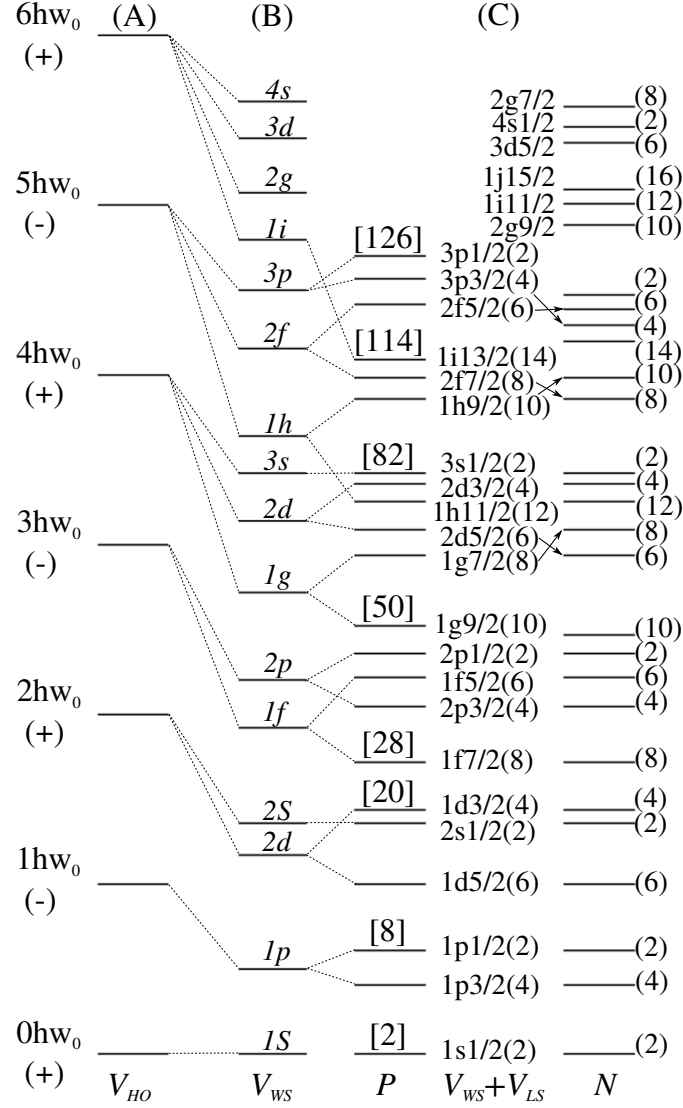 6hw₀ (A) (B) (C)
(+)
4s
2g7/2 (8)
4s1/2 (2)
3d
3d5/2 (6)
5hw₀ 2g 1j15/2 (16)
(-) 1i11/2 (12)
1i [126] 2g9/2 (10)
3p1/2(2)
3p 3p3/2(4) (2)
2f5/2(6) (6)
2f [114] (4)
4hw₀ 1i13/2(14) (14)
(+) 2f7/2(8) (10)
1h 1h9/2(10) (8)
3s [82] 3s1/2(2) (2)
2d3/2(4) (4)
2d 1h11/2(12) (12)
3hw₀ 2d5/2(6) (8)
(-) 1g7/2(8) (6)
1g [50]
1g9/2(10) (10)
2p 2p1/2(2) (2)
2hw₀ 1f5/2(6) (6)
(+) 1f 2p3/2(4) (4)
[28] 1f7/2(8) (8)
2S [20] 1d3/2(4) (4)
2d 2s1/2(2) (2)
1hw₀
(-) 1d5/2(6) (6)
[8]
1p 1p1/2(2) (2)
1p3/2(4) (4)
0hw₀ 1S [2] 1s1/2(2) (2)
(+) V_HO V_WS P V_WS+V_LS N